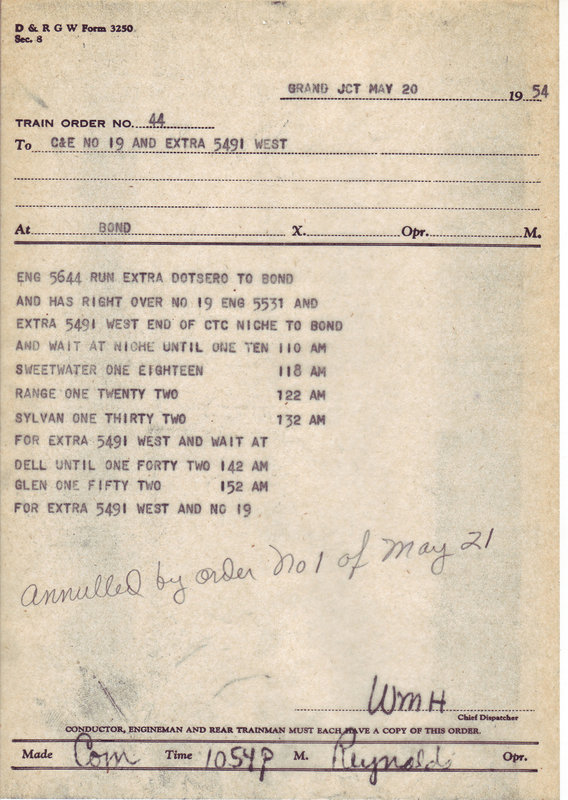 D & R G W Form 3250
Sec. 8
GRAND JCT MAY 20 1954
TRAIN ORDER NO. 44
To C&E NO 19 AND EXTRA 5491 WEST
At BOND X. Opr. M.
ENG 5644 RUN EXTRA DOTSERO TO BOND
AND HAS RIGHT OVER NO 19 ENG 5531 AND
EXTRA 5491 WEST END OF CTC NICHE TO BOND
AND WAIT AT NICHE UNTIL ONE TEN 110 AM
SWEETWATER ONE EIGHTEEN 118 AM
RANGE ONE TWENTY TWO 122 AM
SYLVAN ONE THIRTY TWO 132 AM
FOR EXTRA 5491 WEST AND WAIT AT
DELL UNTIL ONE FORTY TWO 142 AM
GLEN ONE FIFTY TWO 152 AM
FOR EXTRA 5491 WEST AND NO 19
annulled by order No 1 of May 21
WMH
Chief Dispatcher
CONDUCTOR, ENGINEMAN AND REAR TRAINMAN MUST EACH HAVE A COPY OF THIS ORDER.
Made Com Time 1054P M. Reynolds Opr.